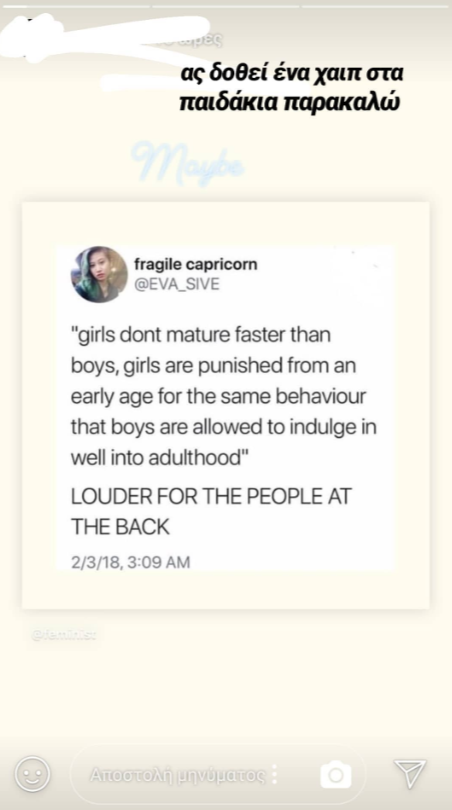 ας δοθεί ένα χαιπ στα
παιδάκια παρακαλώ
Maybe
fragile capricorn
@EVA_SIVE
"girls dont mature faster than
boys, girls are punished from an
early age for the same behaviour
that boys are allowed to indulge in
well into adulthood"
LOUDER FOR THE PEOPLE AT
THE BACK
2/3/18, 3:09 AM
@feminist
Αποστολή μηνύματος